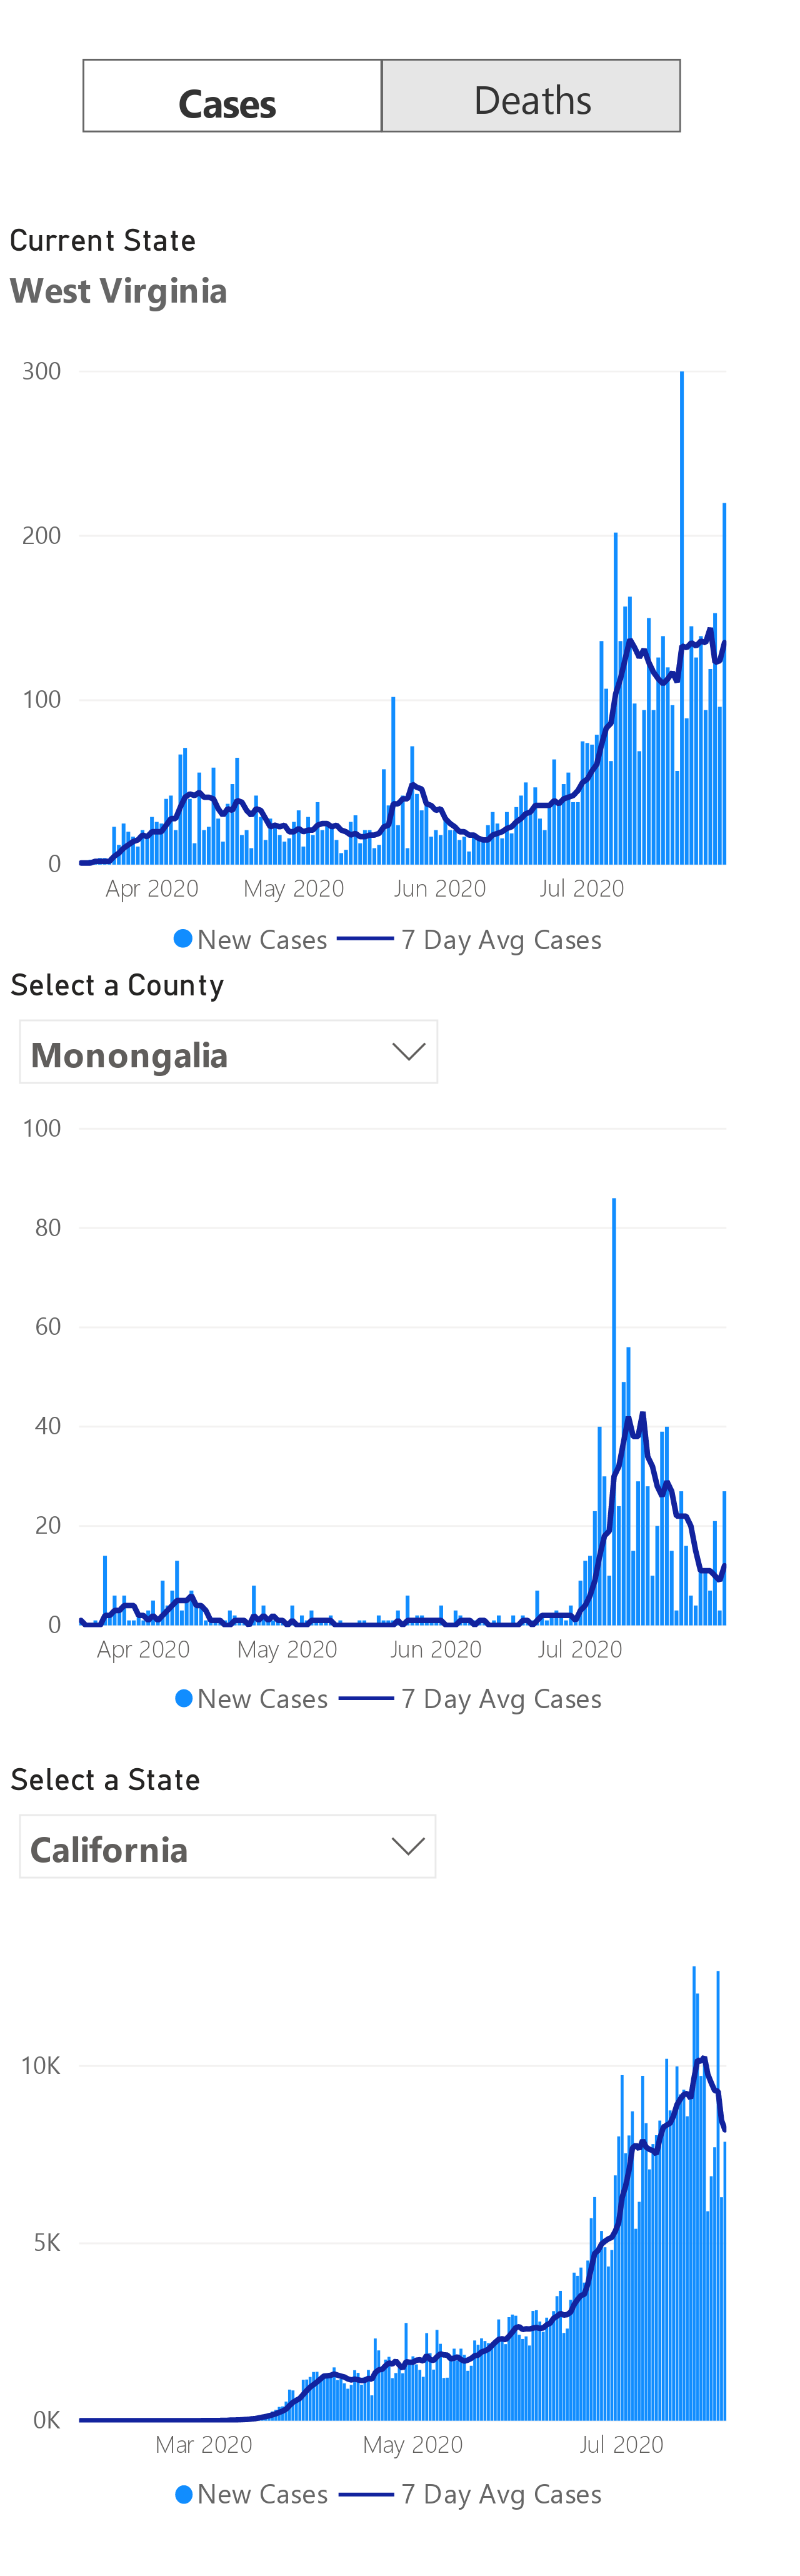 Cases Deaths
Current State
West Virginia
300
200
100
0
Apr 2020 May 2020 Jun 2020 Jul 2020
New Cases 7 Day Avg Cases
Select a County
Monongalia
100
80
60
40
20
0
Apr 2020 May 2020 Jun 2020 Jul 2020
New Cases 7 Day Avg Cases
Select a State
California
10K
5K
0K
Mar 2020 May 2020 Jul 2020
New Cases 7 Day Avg Cases